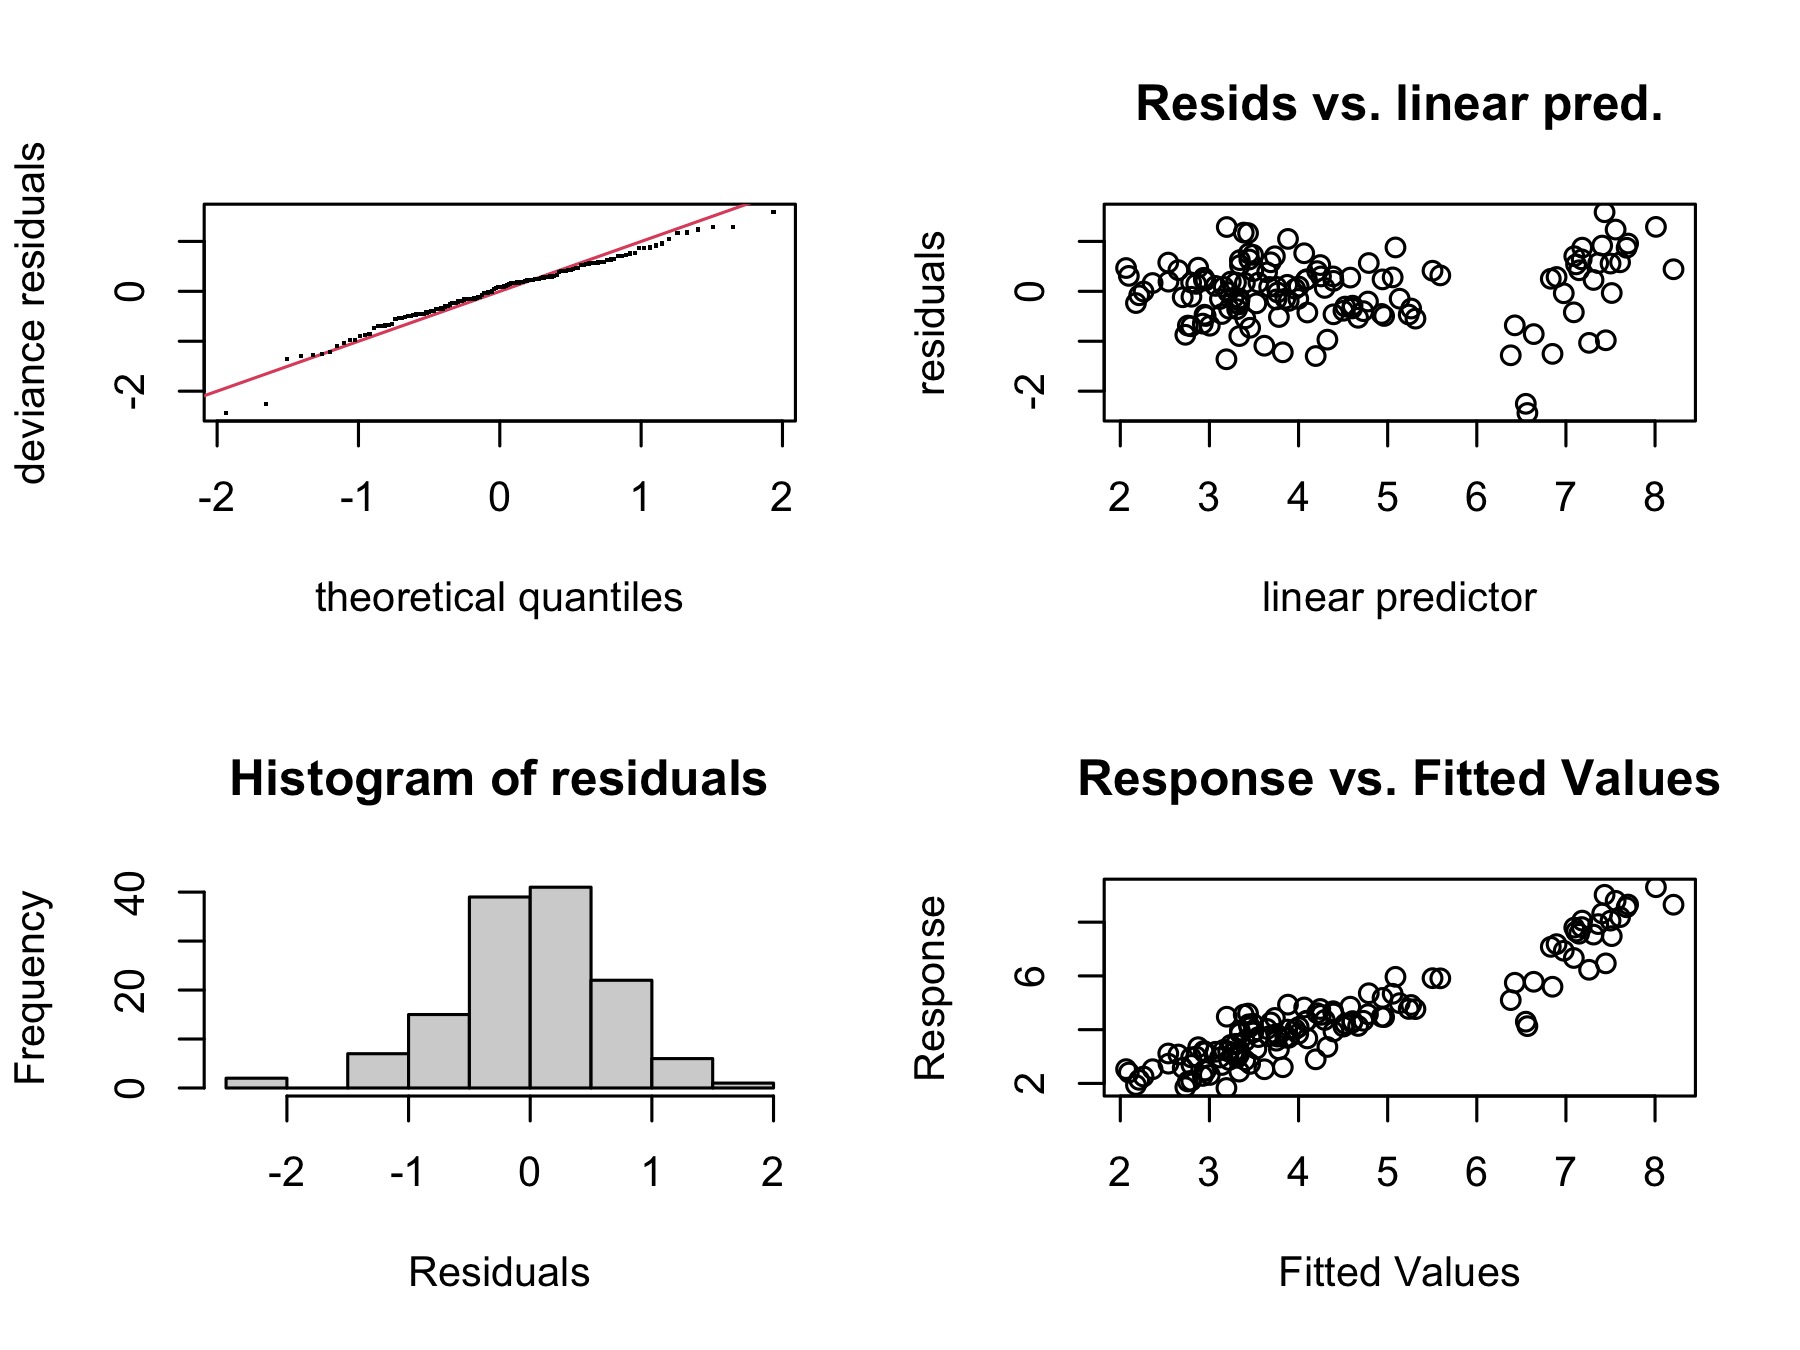 deviance residuals
0
-2
-2 -1 0 1 2
theoretical quantiles
Resids vs. linear pred.
residuals
0
-2
2 3 4 5 6 7 8
linear predictor
Histogram of residuals
Frequency
40
20
0
-2 -1 0 1 2
Residuals
Response vs. Fitted Values
Response
6
2
2 3 4 5 6 7 8
Fitted Values